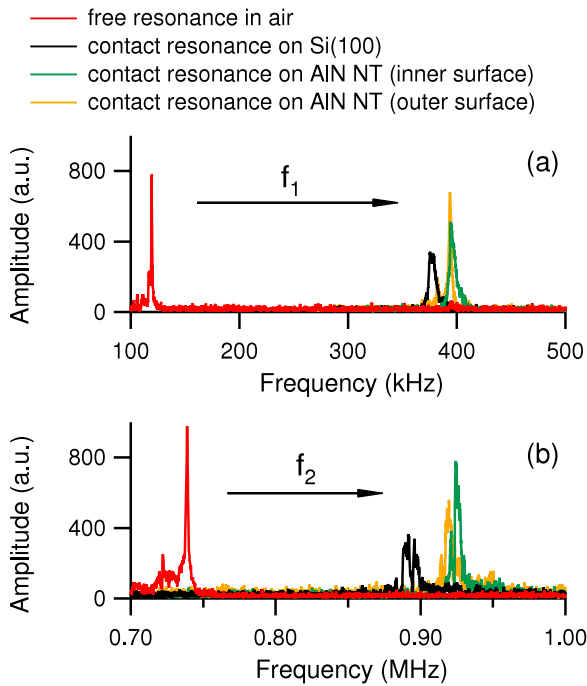 free resonance in air
contact resonance on Si(100)
contact resonance on AlN NT (inner surface)
contact resonance on AlN NT (outer surface)
(a)
f1
800
400
0
Amplitude (a.u.)
100 200 300 400 500
Frequency (kHz)
(b)
f2
800
400
0
Amplitude (a.u.)
0.70 0.80 0.90 1.00
Frequency (MHz)